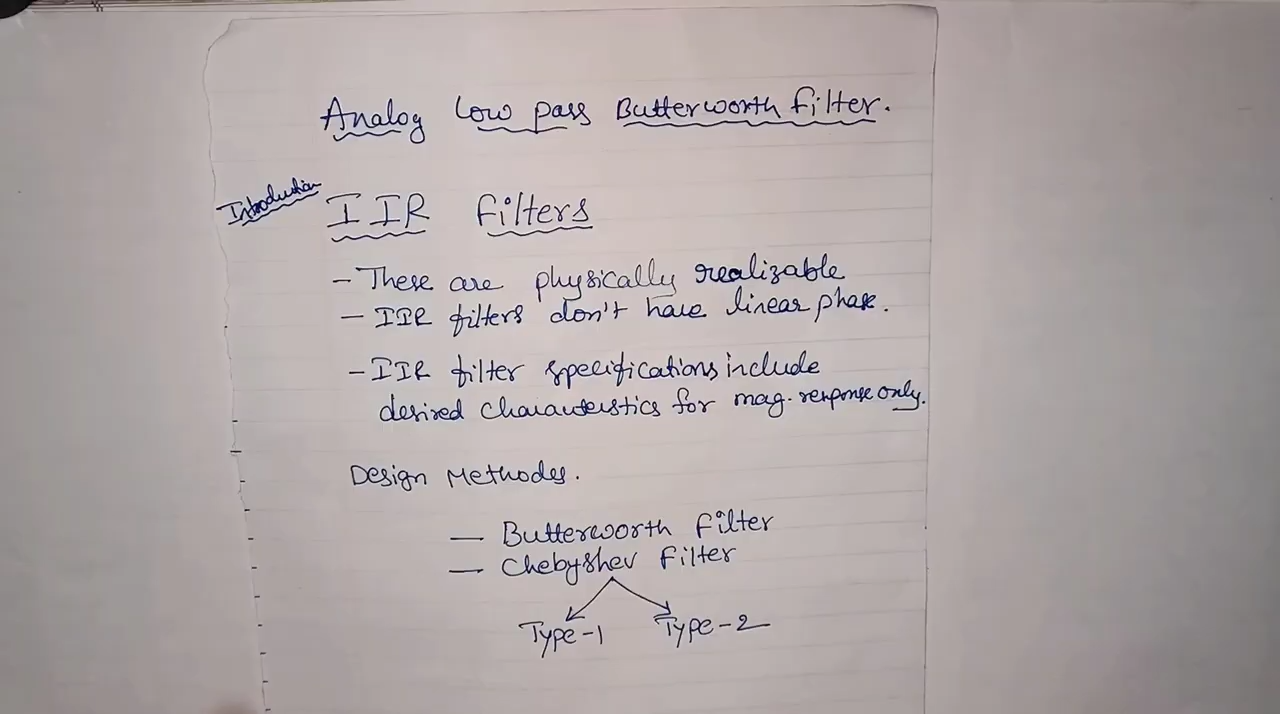 Analog Low pass Butterworth filter.
Introduction
IIR filters
- These are physically realizable
- IIR filters don't have linear phase.
- IIR filter specifications include
desired characteristics for mag. response only.
Design Methodes.
— Butterworth filter
— Chebyshev filter
Type-1 Type-2